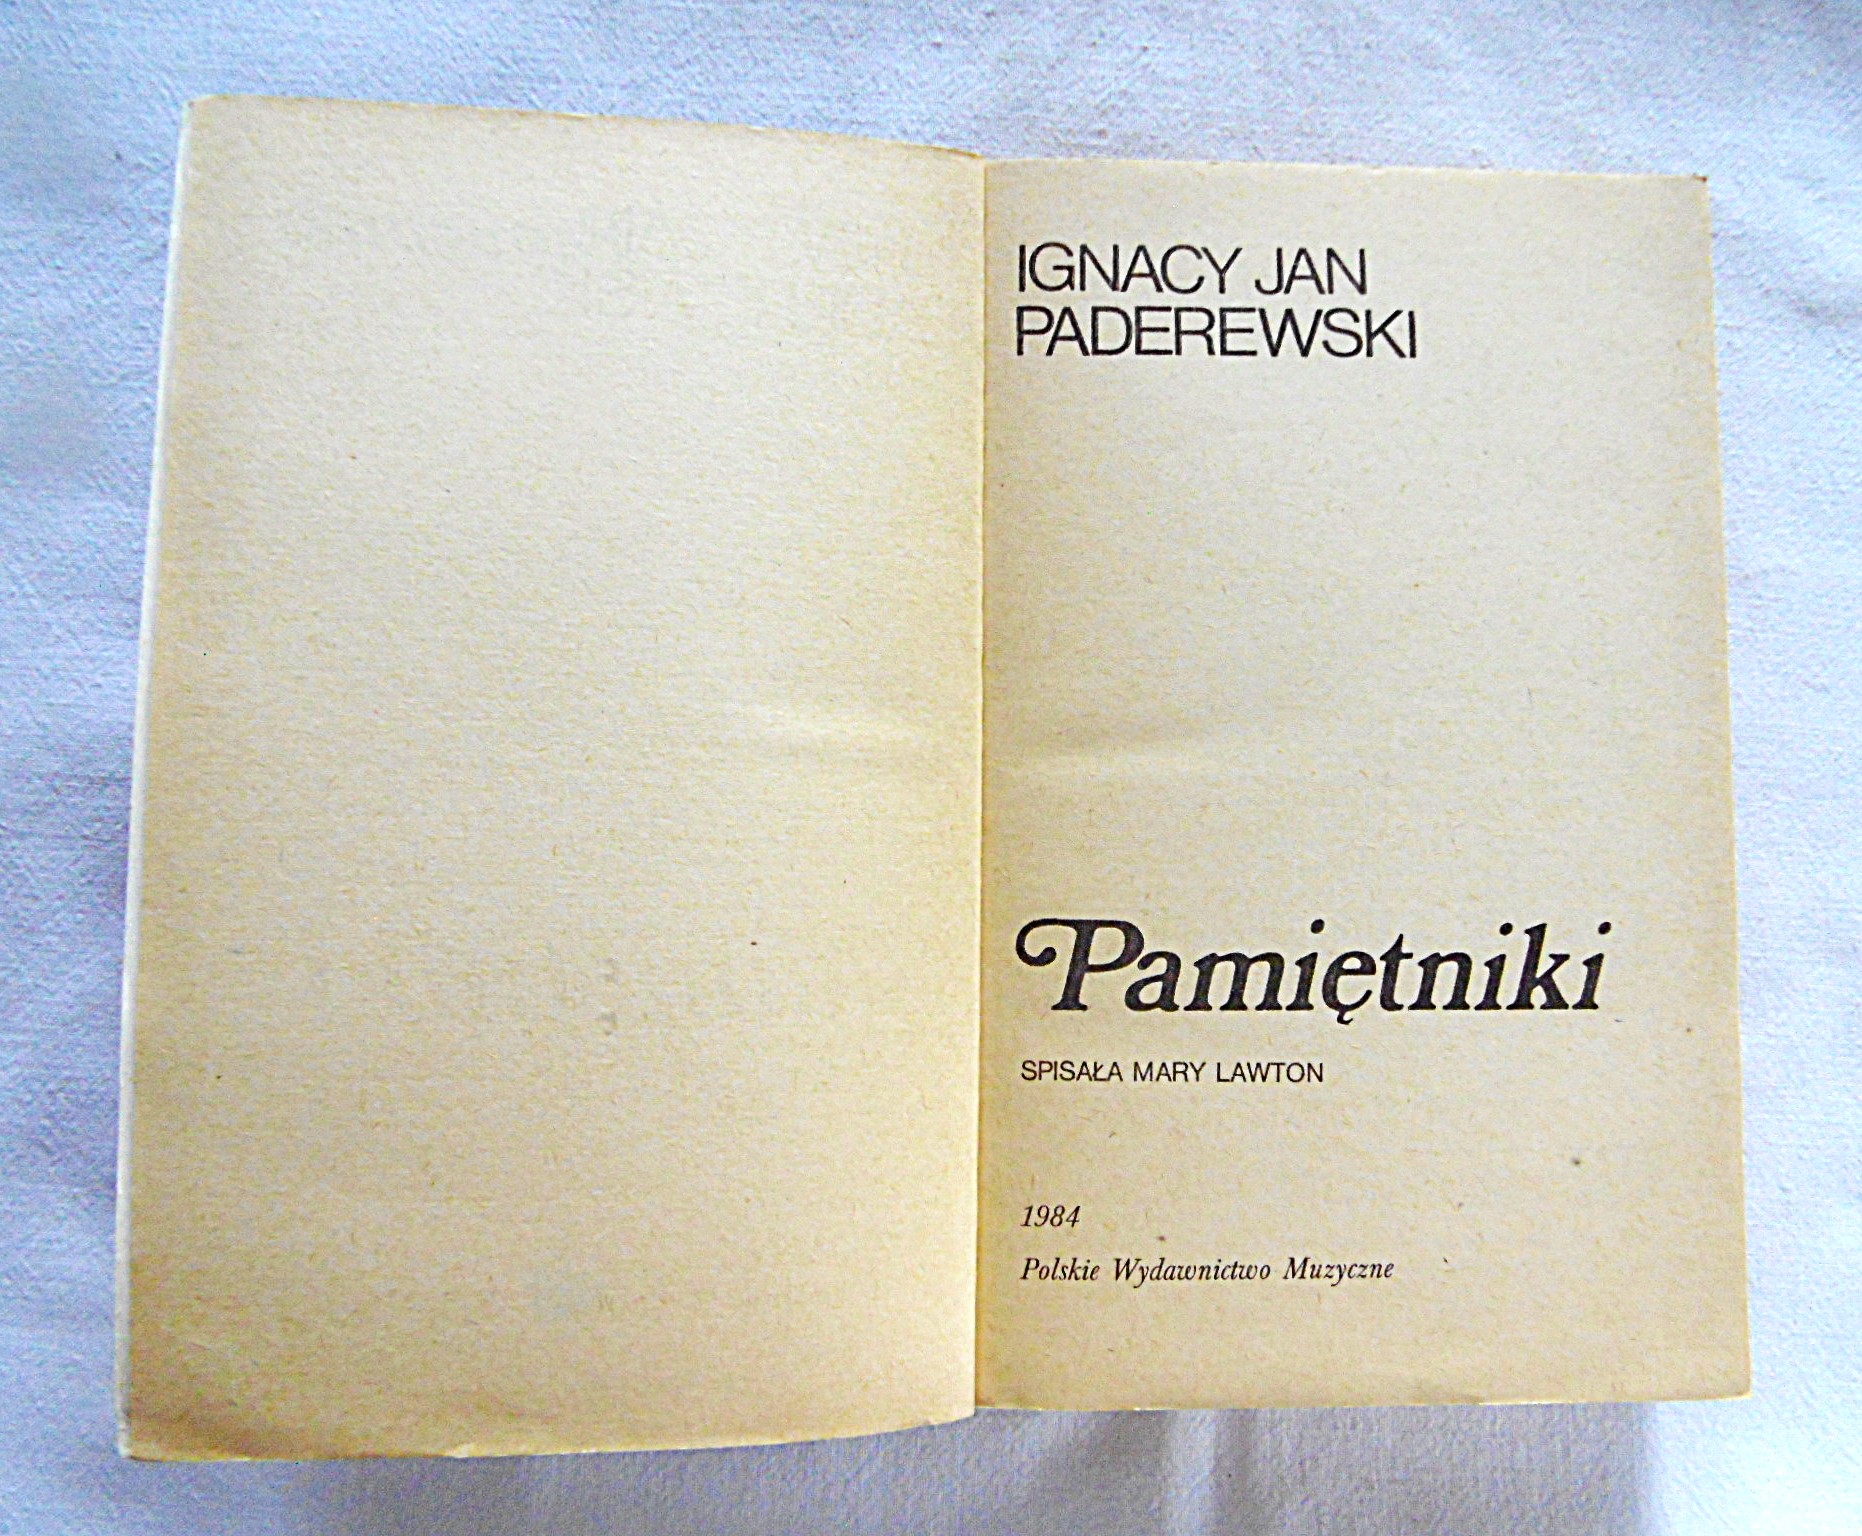 IGNACY JAN
PADEREWSKI
Pamiętniki
SPISAŁA MARY LAWTON
1984
Polskie Wydawnictwo Muzyczne